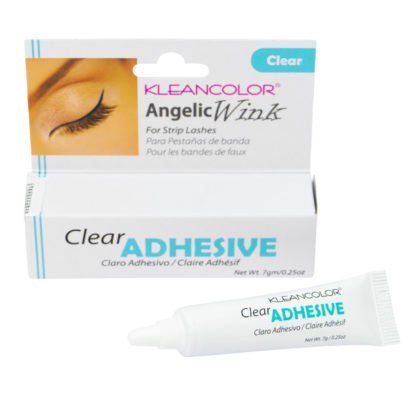 Clear
KLEANCOLOR®
Angelic Wink
For Strip Lashes
Para Pestañas de banda
Pour les bandes de faux
Clear ADHESIVE
Claro Adhesivo / Claire Adhésif
Net Wt. 7gm/0.25oz
KLEANCOLOR®
Clear ADHESIVE
Claro Adhesivo / Claire Adhésif
Net Wt. 7g / 0.25oz